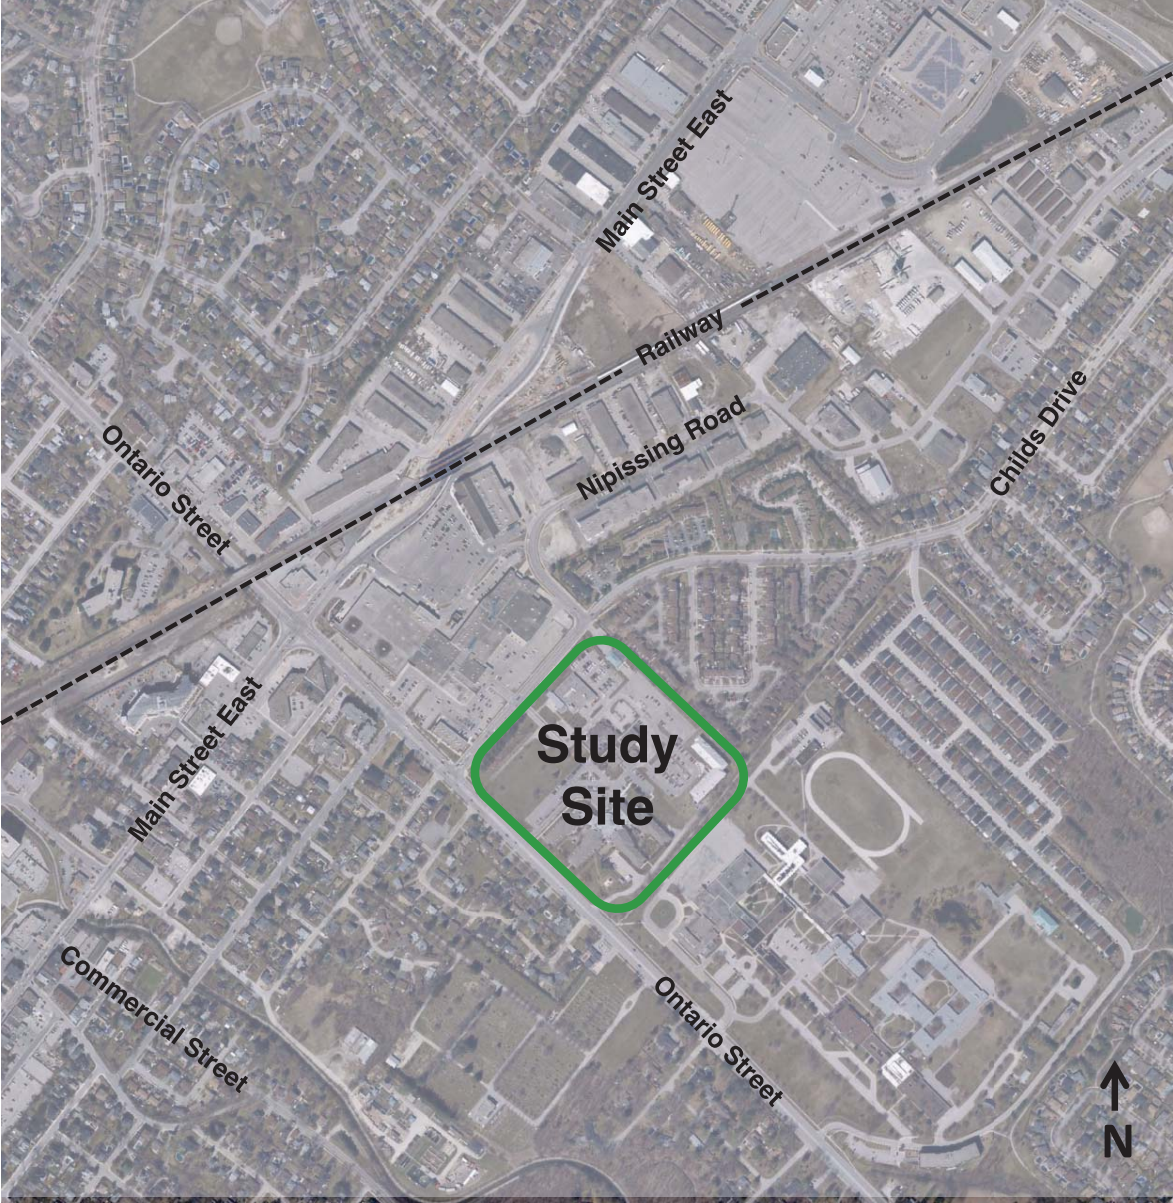 Main Street East
Railway
Nipissing Road
Childs Drive
Ontario Street
Main Street East
Study
Site
Commercial Street
Ontario Street
N